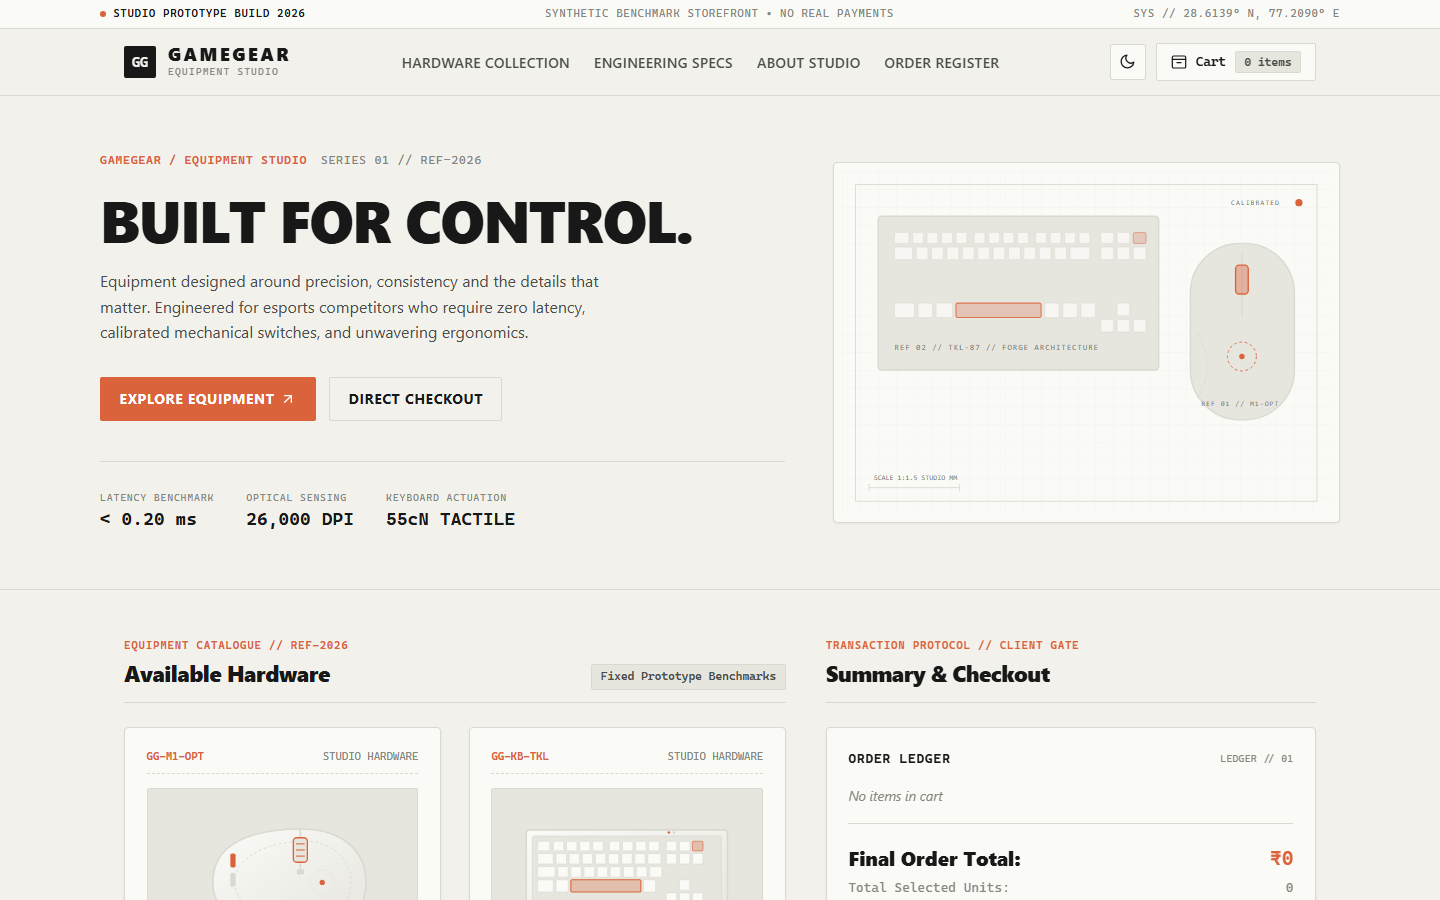 STUDIO PROTOTYPE BUILD 2026
SYNTHETIC BENCHMARK STOREFRONT • NO REAL PAYMENTS
SYS // 28.6139° N, 77.2090° E
GG
GAMEGEAR
EQUIPMENT STUDIO
HARDWARE COLLECTION
ENGINEERING SPECS
ABOUT STUDIO
ORDER REGISTER
Cart
0 items
GAMEGEAR / EQUIPMENT STUDIO
SERIES 01 // REF-2026
BUILT FOR CONTROL.
Equipment designed around precision, consistency and the details that
matter. Engineered for esports competitors who require zero latency,
calibrated mechanical switches, and unwavering ergonomics.
EXPLORE EQUIPMENT
DIRECT CHECKOUT
LATENCY BENCHMARK
< 0.20 ms
OPTICAL SENSING
26,000 DPI
KEYBOARD ACTUATION
55cN TACTILE
CALIBRATED
REF 02 // TKL-87 // FORGE ARCHITECTURE
REF 01 // M1-OPT
SCALE 1:1.5 STUDIO MM
EQUIPMENT CATALOGUE // REF-2026
Available Hardware
Fixed Prototype Benchmarks
GG-M1-OPT
STUDIO HARDWARE
GG-KB-TKL
STUDIO HARDWARE
TRANSACTION PROTOCOL // CLIENT GATE
Summary & Checkout
ORDER LEDGER
LEDGER // 01
No items in cart
Final Order Total:
₹0
Total Selected Units:
0